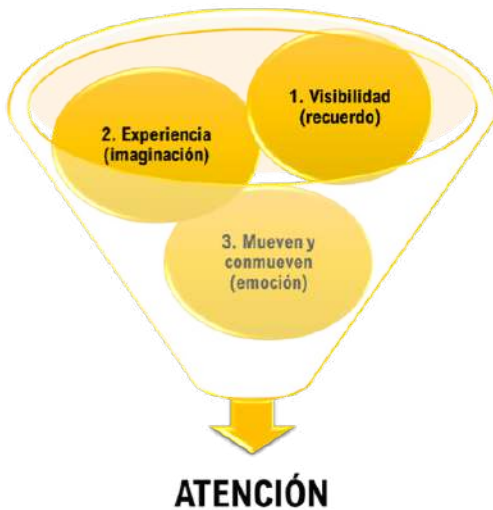 1. Visibilidad
(recuerdo)
2. Experiencia
(imaginación)
3. Mueven y
conmueven
(emoción)
ATENCIÓN